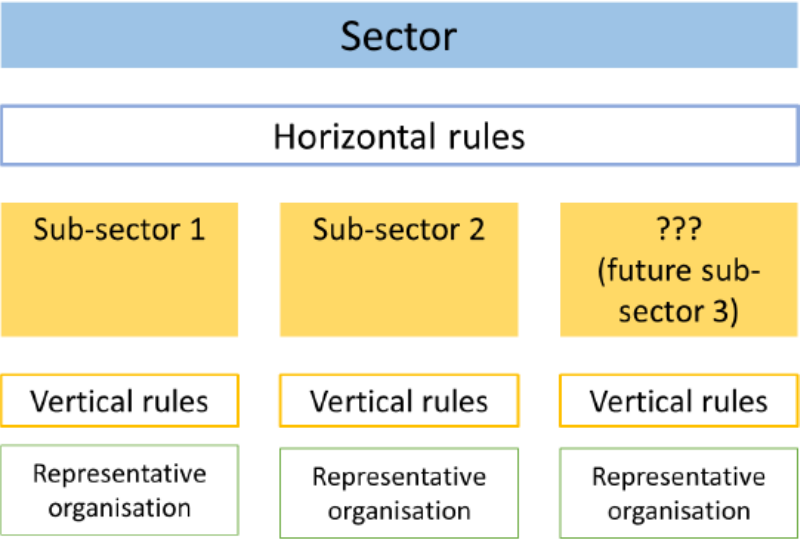 Sector
Horizontal rules
Sub-sector 1
Sub-sector 2
???
(future sub-
sector 3)
Vertical rules
Vertical rules
Vertical rules
Representative
organisation
Representative
organisation
Representative
organisation